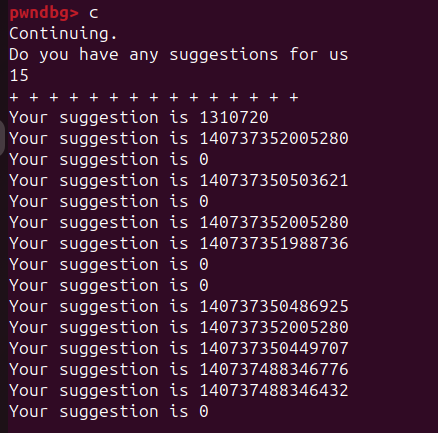 pwndbg> c
Continuing.
Do you have any suggestions for us
15
+ + + + + + + + + + + + + + +
Your suggestion is 1310720
Your suggestion is 140737352005280
Your suggestion is 0
Your suggestion is 140737350503621
Your suggestion is 0
Your suggestion is 140737352005280
Your suggestion is 140737351988736
Your suggestion is 0
Your suggestion is 0
Your suggestion is 140737350486925
Your suggestion is 140737352005280
Your suggestion is 140737350449707
Your suggestion is 140737488346776
Your suggestion is 140737488346432
Your suggestion is 0